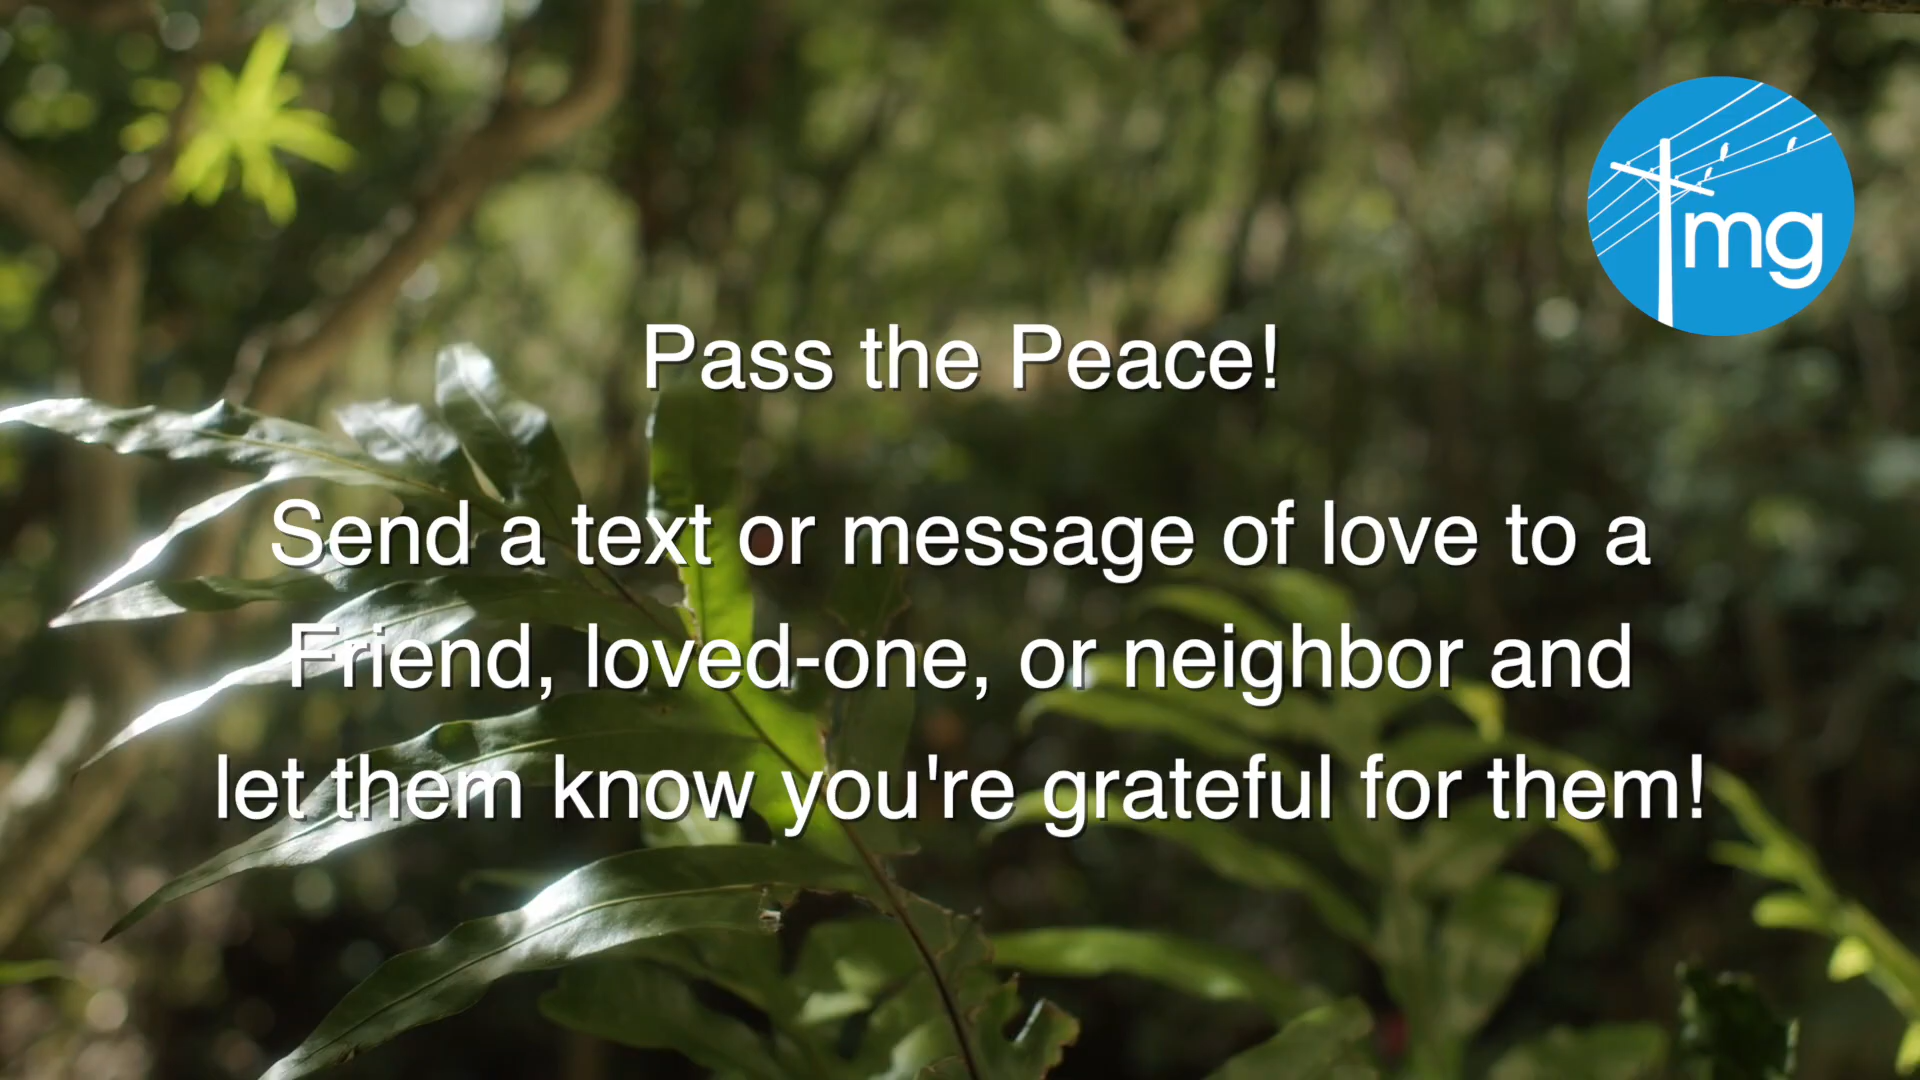 mg
Pass the Peace!
Send a text or message of love to a
Friend, loved-one, or neighbor and
let them know you're grateful for them!